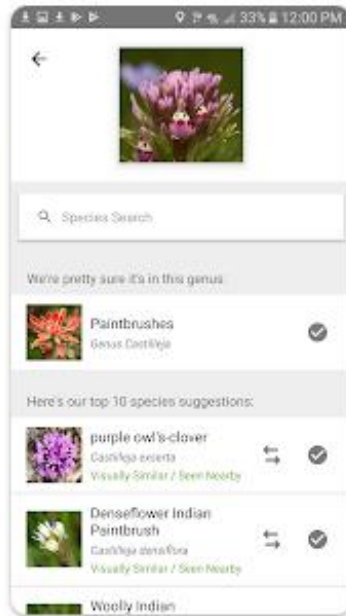 33% 12:00 PM
Species Search
We're pretty sure it's in this genus:
Paintbrushes
Genus Castilleja
Here's our top 10 species suggestions:
purple owl's-clover
Castilleja exserta
Visually Similar / Seen Nearby
Denseflower Indian
Paintbrush
Castilleja densiflora
Visually Similar / Seen Nearby
Woolly Indian